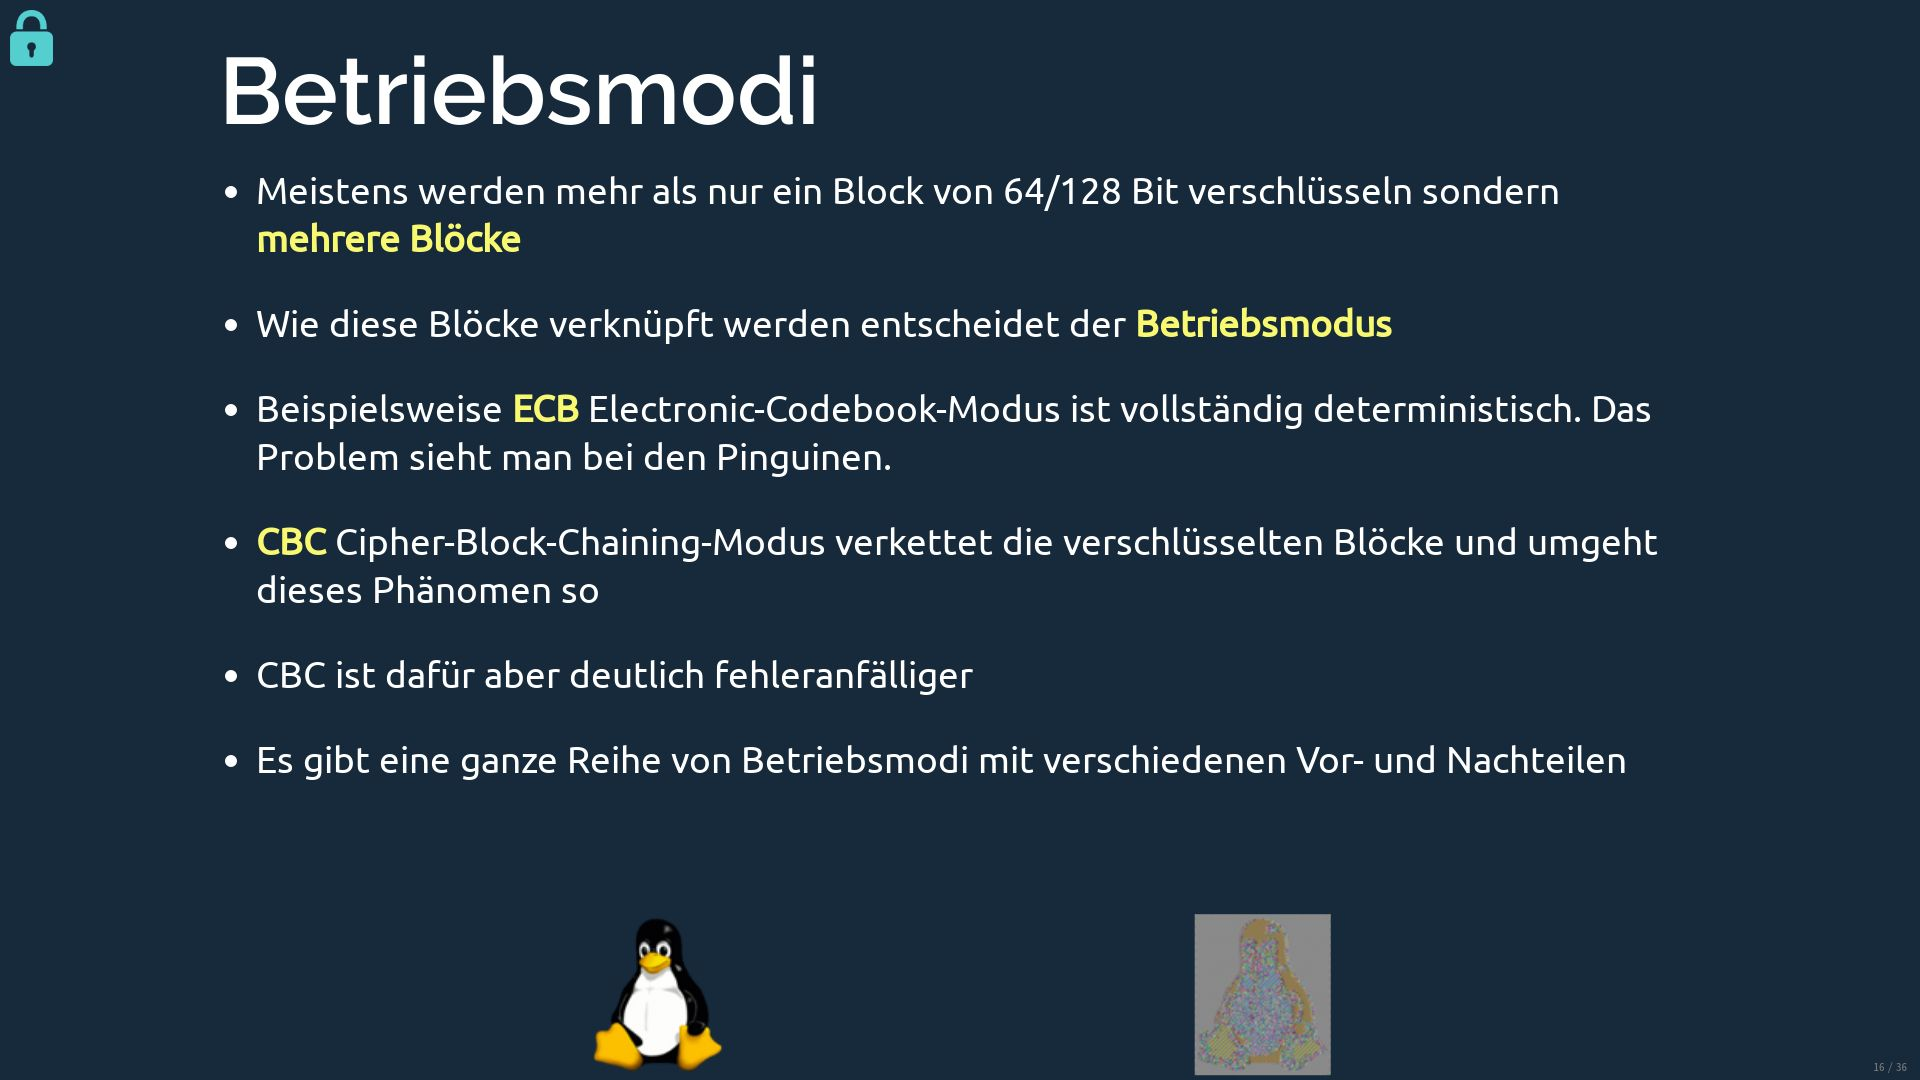 Betriebsmodi
• Meistens werden mehr als nur ein Block von 64/128 Bit verschlüsseln sondern
mehrere Blöcke
• Wie diese Blöcke verknüpft werden entscheidet der Betriebsmodus
• Beispielsweise ECB Electronic-Codebook-Modus ist vollständig deterministisch. Das
Problem sieht man bei den Pinguinen.
• CBC Cipher-Block-Chaining-Modus verkettet die verschlüsselten Blöcke und umgeht
dieses Phänomen so
• CBC ist dafür aber deutlich fehleranfälliger
• Es gibt eine ganze Reihe von Betriebsmodi mit verschiedenen Vor- und Nachteilen
16 / 36